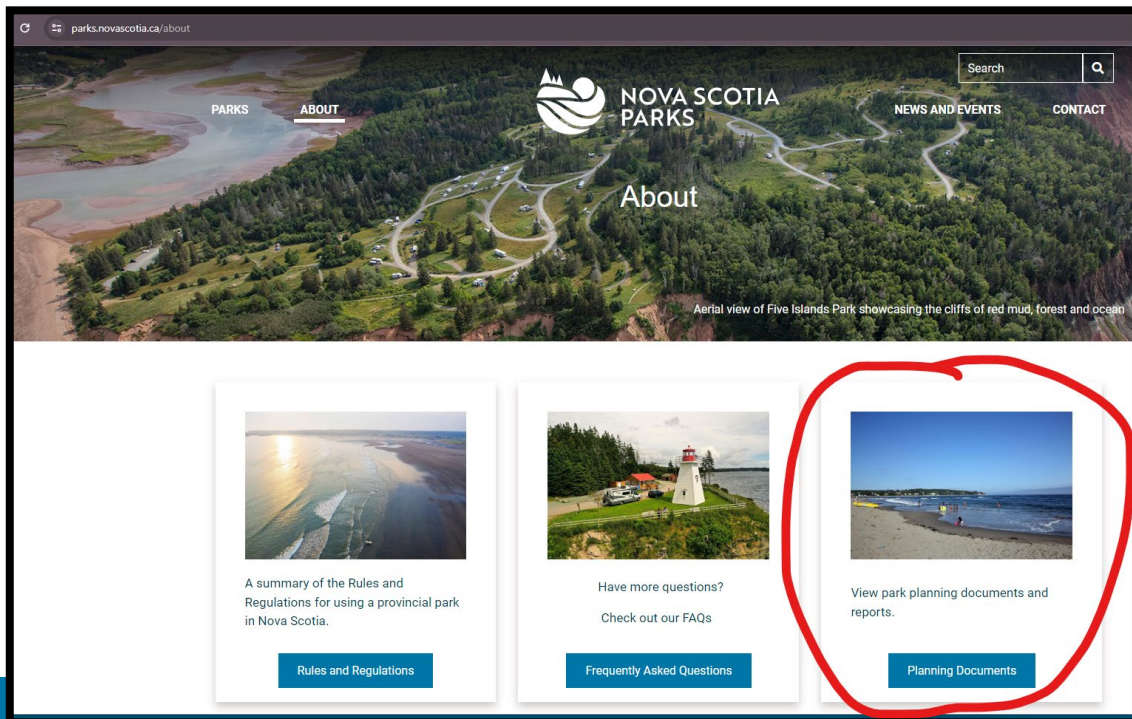 parks.novascotia.ca/about
Search
PARKS
ABOUT
NOVA SCOTIA
PARKS
NEWS AND EVENTS
CONTACT
About
Aerial view of Five Islands Park showcasing the cliffs of red mud, forest and ocean
A summary of the Rules and
Regulations for using a provincial park
in Nova Scotia.
Rules and Regulations
Have more questions?
Check out our FAQs
Frequently Asked Questions
View park planning documents and
reports.
Planning Documents